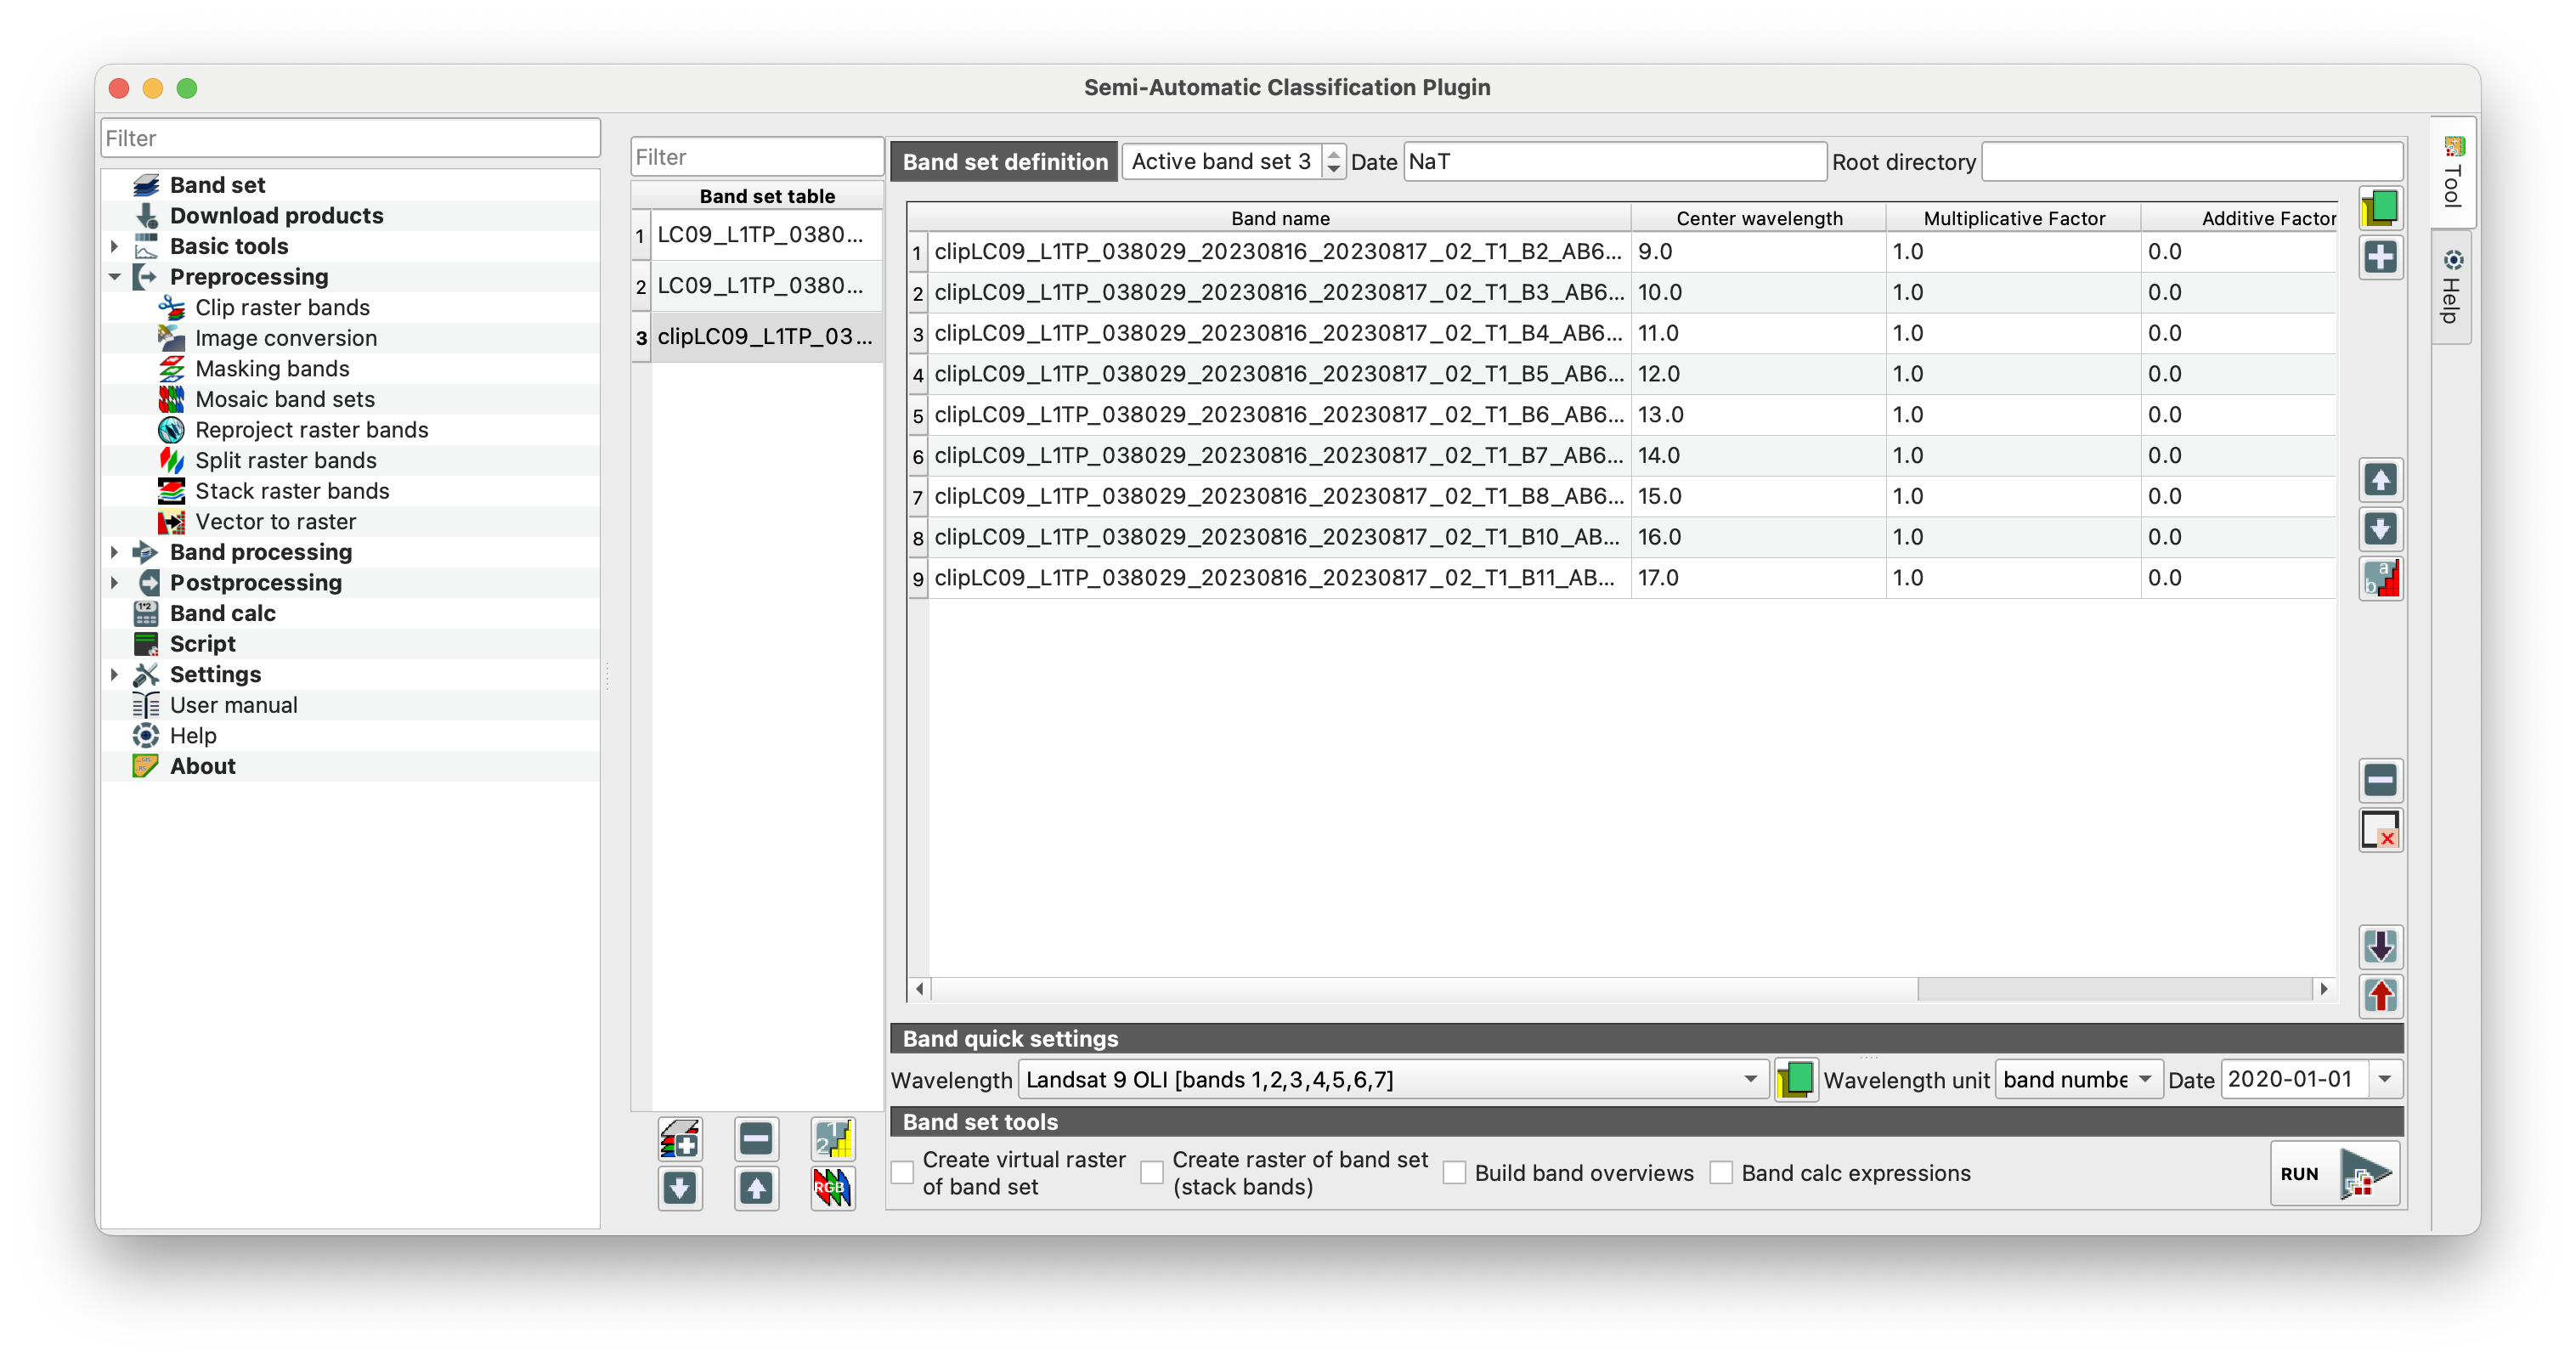 Semi-Automatic Classification Plugin
Filter
Band set
Download products
Basic tools
Preprocessing
Clip raster bands
Image conversion
Masking bands
Mosaic band sets
Reproject raster bands
Split raster bands
Stack raster bands
Vector to raster
Band processing
Postprocessing
Band calc
Script
Settings
User manual
Help
About
Filter
Band set table
1 LC09_L1TP_0380...
2 LC09_L1TP_0380...
3 clipLC09_L1TP_03...
Band set definition Active band set 3 Date NaT Root directory
Band name Center wavelength Multiplicative Factor Additive Factor
1 clipLC09_L1TP_038029_20230816_20230817_02_T1_B2_AB6... 9.0 1.0 0.0
2 clipLC09_L1TP_038029_20230816_20230817_02_T1_B3_AB6... 10.0 1.0 0.0
3 clipLC09_L1TP_038029_20230816_20230817_02_T1_B4_AB6... 11.0 1.0 0.0
4 clipLC09_L1TP_038029_20230816_20230817_02_T1_B5_AB6... 12.0 1.0 0.0
5 clipLC09_L1TP_038029_20230816_20230817_02_T1_B6_AB6... 13.0 1.0 0.0
6 clipLC09_L1TP_038029_20230816_20230817_02_T1_B7_AB6... 14.0 1.0 0.0
7 clipLC09_L1TP_038029_20230816_20230817_02_T1_B8_AB6... 15.0 1.0 0.0
8 clipLC09_L1TP_038029_20230816_20230817_02_T1_B10_AB... 16.0 1.0 0.0
9 clipLC09_L1TP_038029_20230816_20230817_02_T1_B11_AB... 17.0 1.0 0.0
Band quick settings
Wavelength Landsat 9 OLI [bands 1,2,3,4,5,6,7] Wavelength unit band numbe Date 2020-01-01
Band set tools
Create virtual raster of band set
Create raster of band set (stack bands)
Build band overviews
Band calc expressions
RUN
RGB
Tool
Help